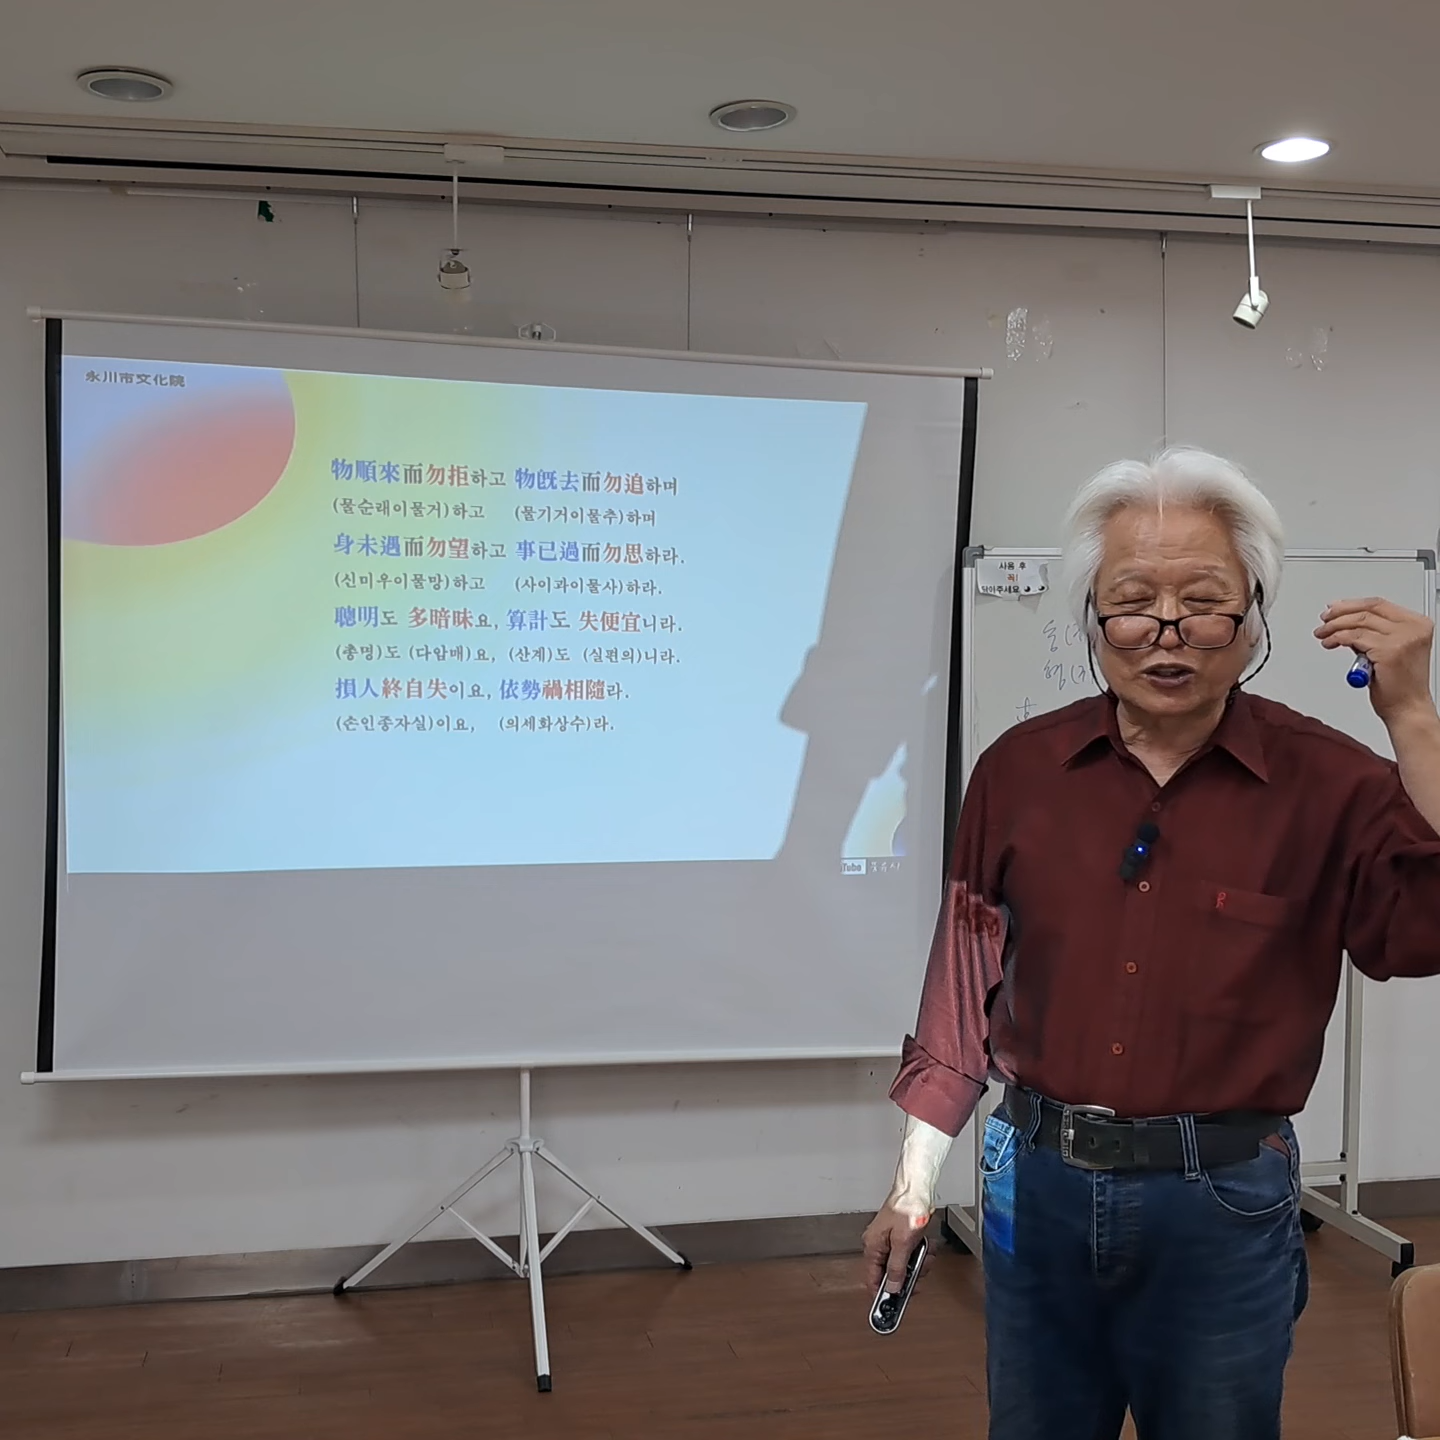 永川市文化院
物順來而勿拒하고 物旣去而勿追하며
(물순래이물거)하고 (물기거이물추)하며
身未遇而勿望하고 事已過而勿思하라.
(신미우이물망)하고 (사이과이물사)하라.
聰明도 多暗昧요, 算計도 失便宜니라.
(총명)도 (다암매)요, (산계)도 (실편의)니라.
損人終自失이요, 依勢禍相隨라.
(손인종자실)이요, (의세화상수)라.
Tube
사용 후
꼭!
닦아주세요